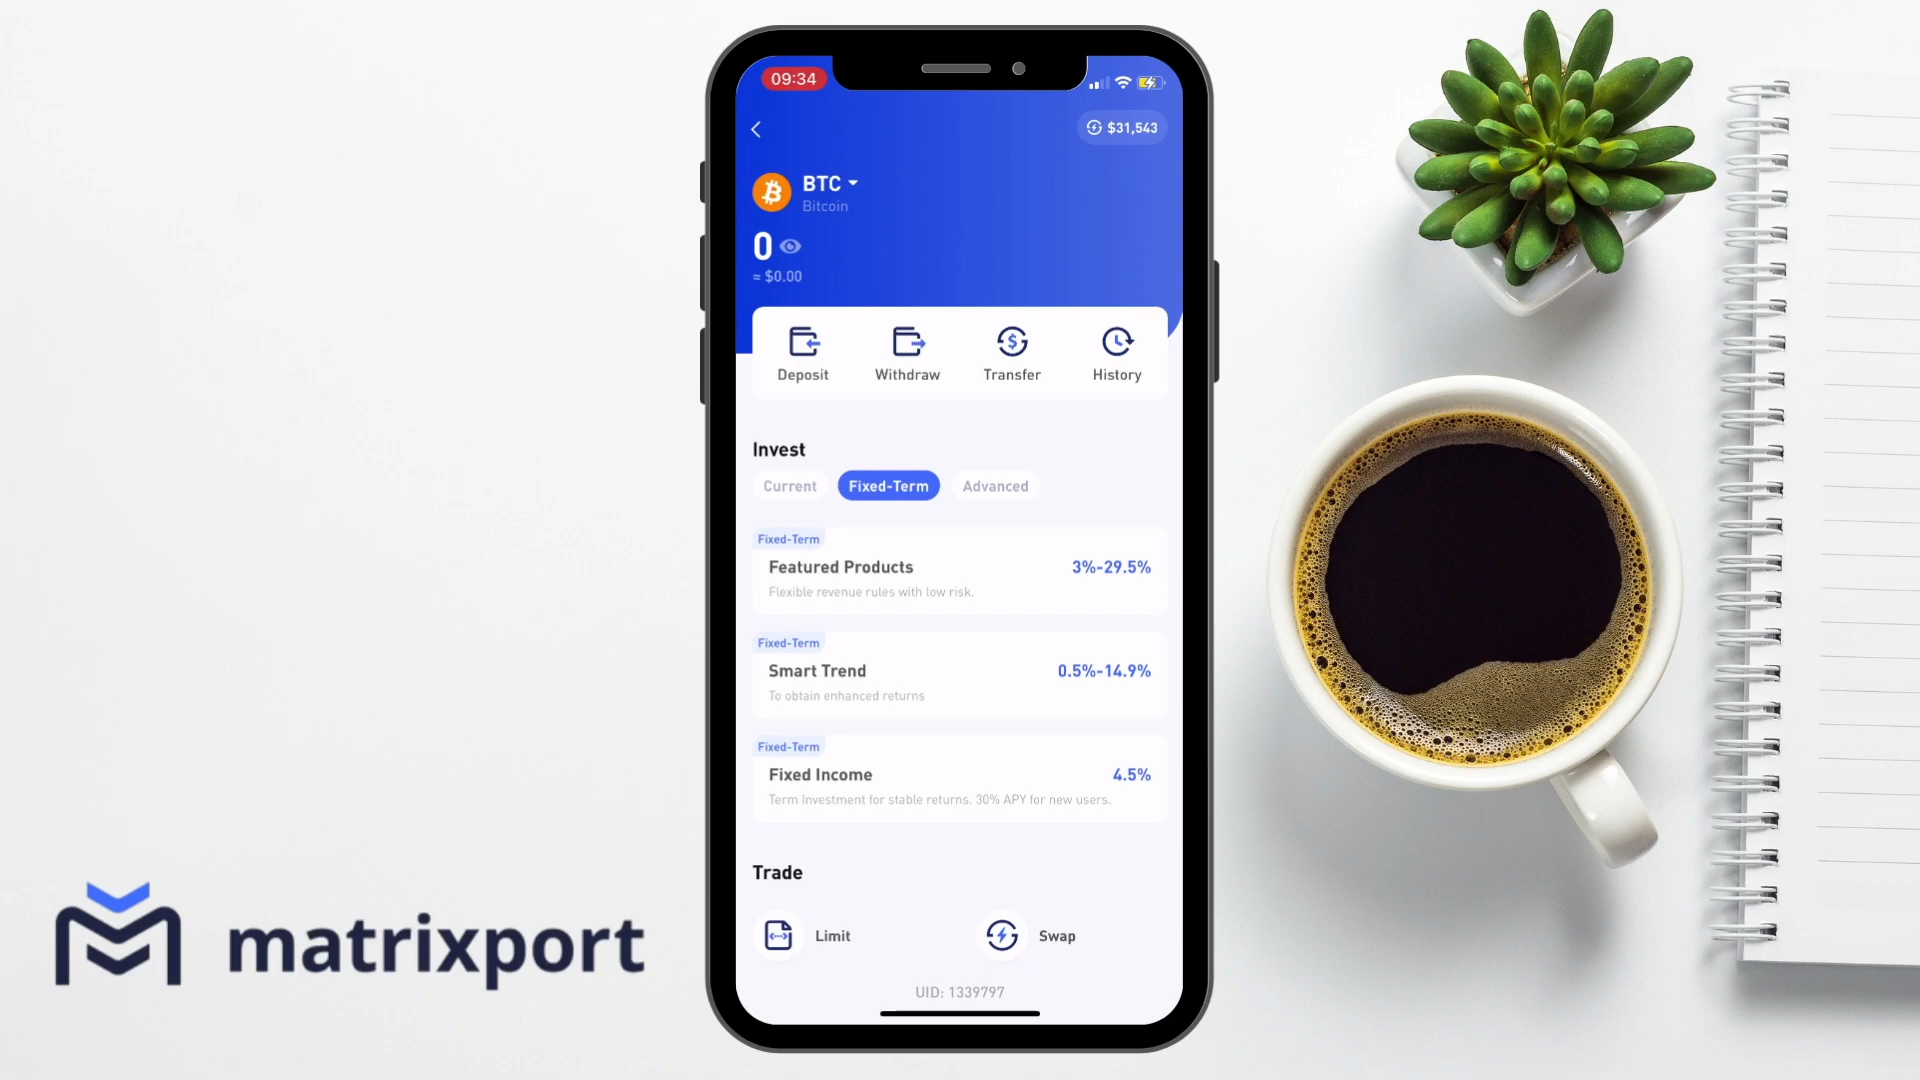 09:34
$31,543
BTC
Bitcoin
0
≈ $0.00
Deposit
Withdraw
Transfer
History
Invest
Current
Fixed-Term
Advanced
Fixed-Term
Featured Products
3%-29.5%
Flexible revenue rules with low risk.
Fixed-Term
Smart Trend
0.5%-14.9%
To obtain enhanced returns
Fixed-Term
Fixed Income
4.5%
Term Investment for stable returns. 30% APY for new users.
Trade
Limit
Swap
UID: 1339797
matrixport